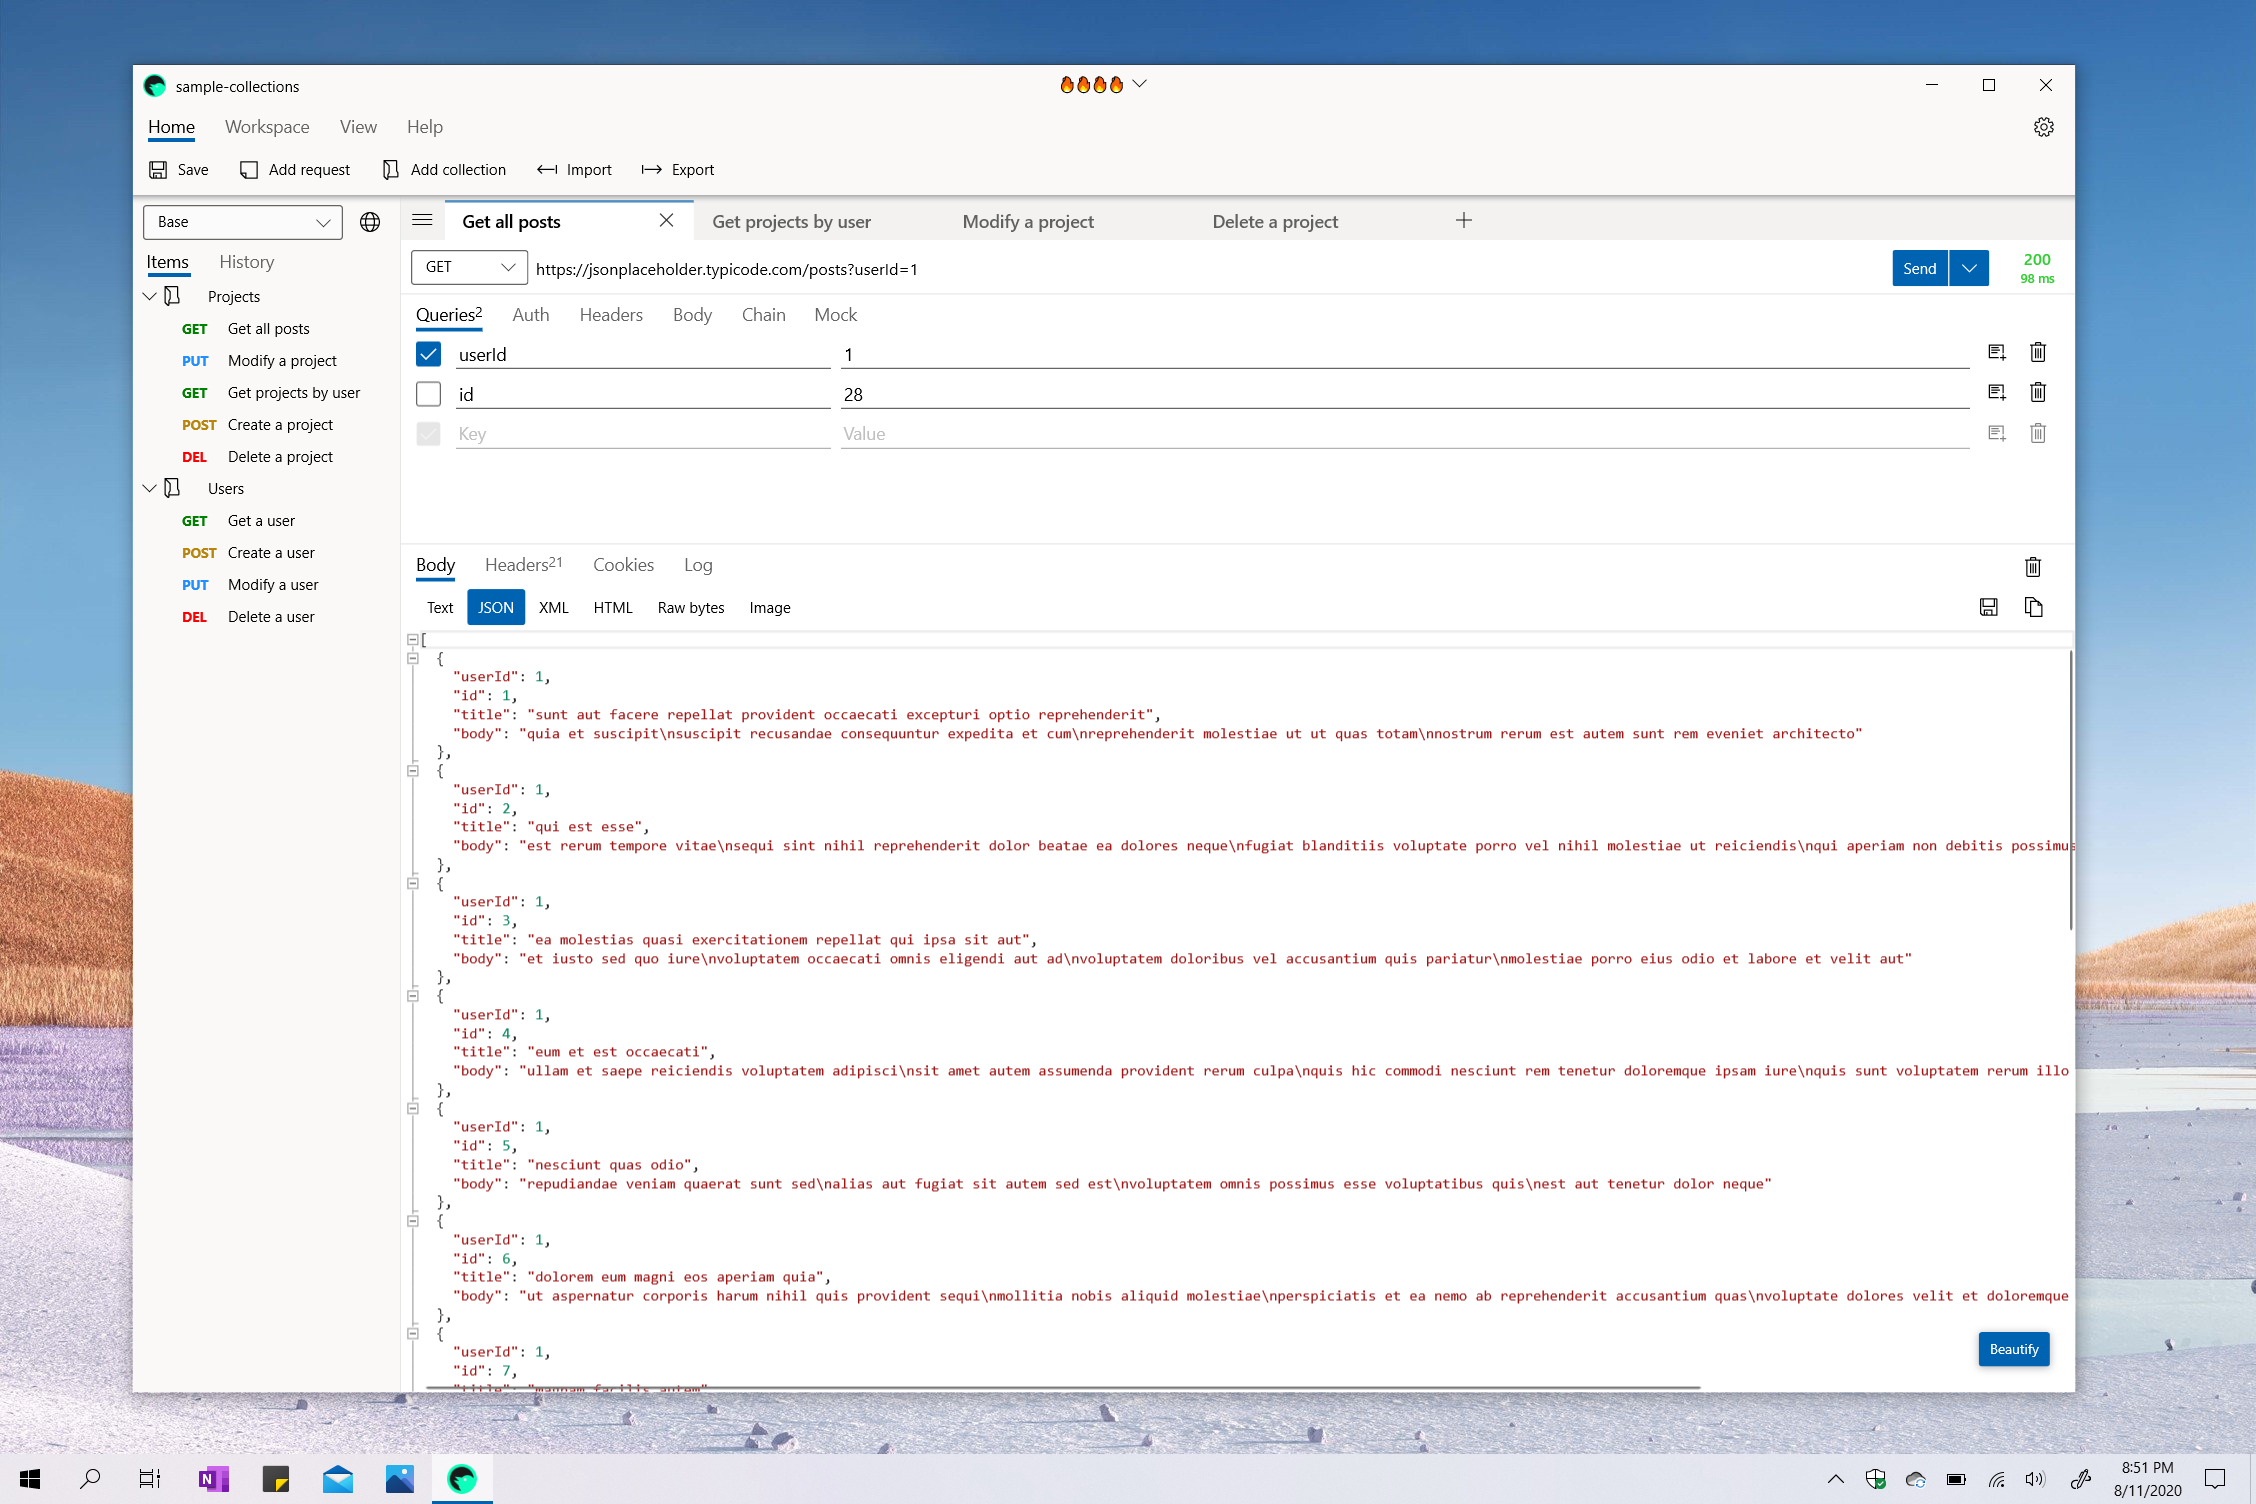 sample-collections
🔥🔥🔥🔥
Home Workspace View Help
Save Add request Add collection Import Export
Base
Get all posts Get projects by user Modify a project Delete a project
GET https://jsonplaceholder.typicode.com/posts?userId=1 Send 200
98 ms
Items History
Projects
GET Get all posts
PUT Modify a project
GET Get projects by user
POST Create a project
DEL Delete a project
Users
GET Get a user
POST Create a user
PUT Modify a user
DEL Delete a user
Queries2 Auth Headers Body Chain Mock
userId 1
id 28
Key Value
Body Headers21 Cookies Log
Text JSON XML HTML Raw bytes Image
[
{
"userId": 1,
"id": 1,
"title": "sunt aut facere repellat provident occaecati excepturi optio reprehenderit",
"body": "quia et suscipit\nsuscipit recusandae consequuntur expedita et cum\nreprehenderit molestiae ut ut quas totam\nnostrum rerum est autem sunt rem eveniet architecto"
},
{
"userId": 1,
"id": 2,
"title": "qui est esse",
"body": "est rerum tempore vitae\nsequi sint nihil reprehenderit dolor beatae ea dolores neque\nfugiat blanditiis voluptate porro vel nihil molestiae ut reiciendis\nqui aperiam non debitis possimus
},
{
"userId": 1,
"id": 3,
"title": "ea molestias quasi exercitationem repellat qui ipsa sit aut",
"body": "et iusto sed quo iure\nvoluptatem occaecati omnis eligendi aut ad\nvoluptatem doloribus vel accusantium quis pariatur\nmolestiae porro eius odio et labore et velit aut"
},
{
"userId": 1,
"id": 4,
"title": "eum et est occaecati",
"body": "ullam et saepe reiciendis voluptatem adipisci\nsit amet autem assumenda provident rerum culpa\nquis hic commodi nesciunt rem tenetur doloremque ipsam iure\nquis sunt voluptatem rerum illo
},
{
"userId": 1,
"id": 5,
"title": "nesciunt quas odio",
"body": "repudiandae veniam quaerat sunt sed\nalias aut fugiat sit autem sed est\nvoluptatem omnis possimus esse voluptatibus quis\nest aut tenetur dolor neque"
},
{
"userId": 1,
"id": 6,
"title": "dolorem eum magni eos aperiam quia",
"body": "ut aspernatur corporis harum nihil quis provident sequi\nmollitia nobis aliquid molestiae\nperspiciatis et ea nemo ab reprehenderit accusantium quas\nvoluptate dolores velit et doloremque
},
{
"userId": 1,
"id": 7,
"title": "magnam facilis autem"
Beautify
8:51 PM
8/11/2020